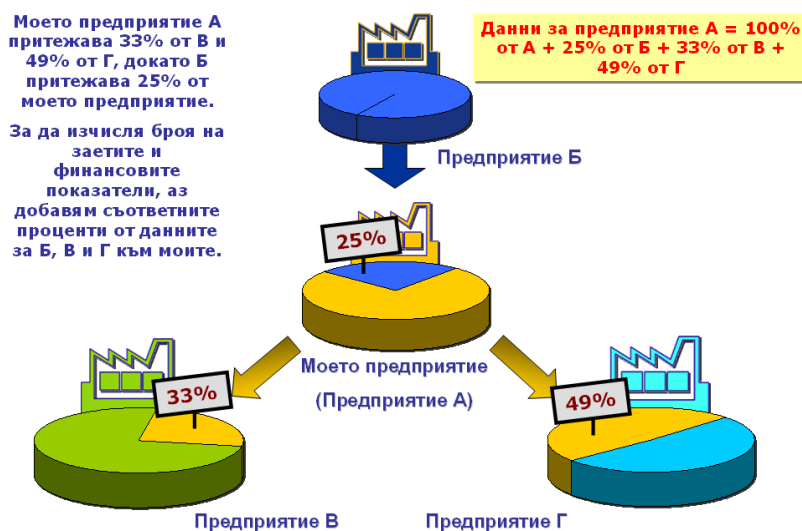 Моето предприятие А
притежава 33% от В и
49% от Г, докато Б
притежава 25% от
моето предприятие.
За да изчисля броя на
заетите и
финансовите
показатели, аз
добавям съответните
проценти от данните
за Б, В и Г към моите.
Данни за предприятие А = 100%
от А + 25% от Б + 33% от В +
49% от Г
Предприятие Б
25%
Моето предприятие
(Предприятие А)
33%
49%
Предприятие В
Предприятие Г